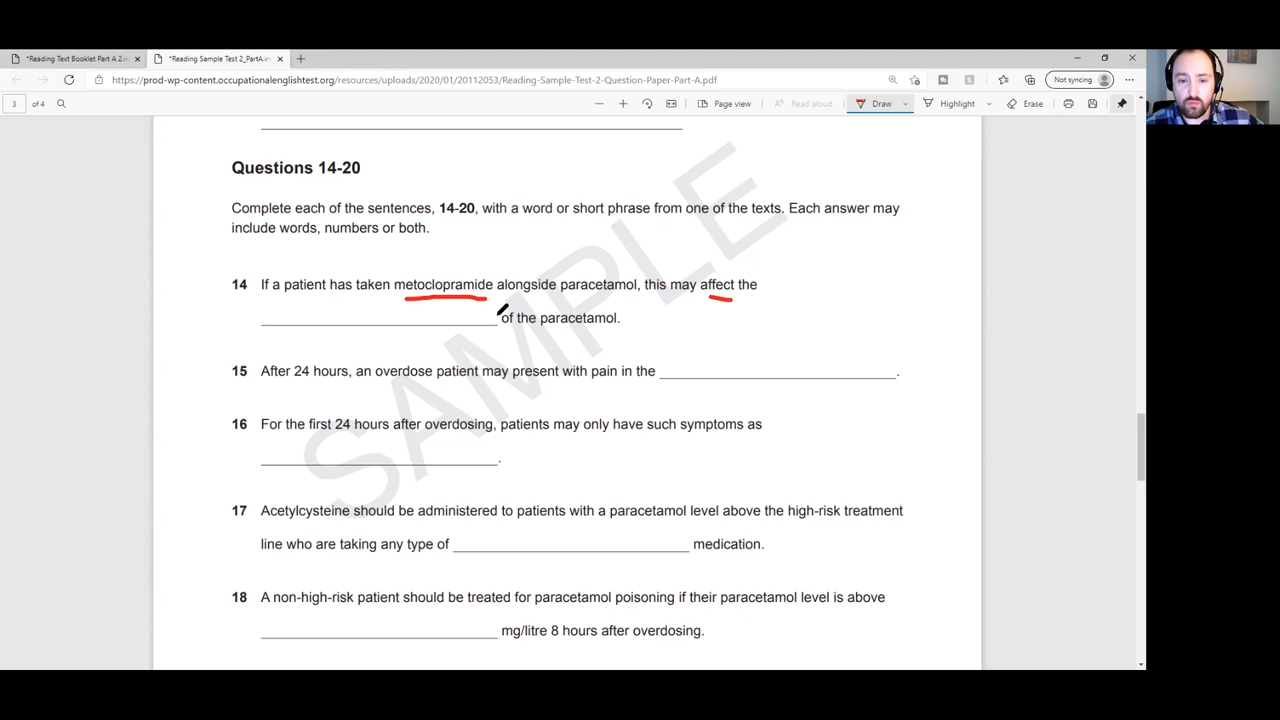 *Reading Text Booklet Part A 2.in
*Reading Sample Test 2_PartA.in
https://prod-wp-content.occupationalenglishtest.org/resources/uploads/2020/01/20112053/Reading-Sample-Test-2-Question-Paper-Part-A.pdf
Not syncing
3 of 4
Page view
Read aloud
Draw
Highlight
Erase
Questions 14-20
Complete each of the sentences, 14-20, with a word or short phrase from one of the texts. Each answer may
include words, numbers or both.
14 If a patient has taken metoclopramide alongside paracetamol, this may affect the
of the paracetamol.
15 After 24 hours, an overdose patient may present with pain in the .
16 For the first 24 hours after overdosing, patients may only have such symptoms as
.
17 Acetylcysteine should be administered to patients with a paracetamol level above the high-risk treatment
line who are taking any type of medication.
18 A non-high-risk patient should be treated for paracetamol poisoning if their paracetamol level is above
mg/litre 8 hours after overdosing.
SAMPLE